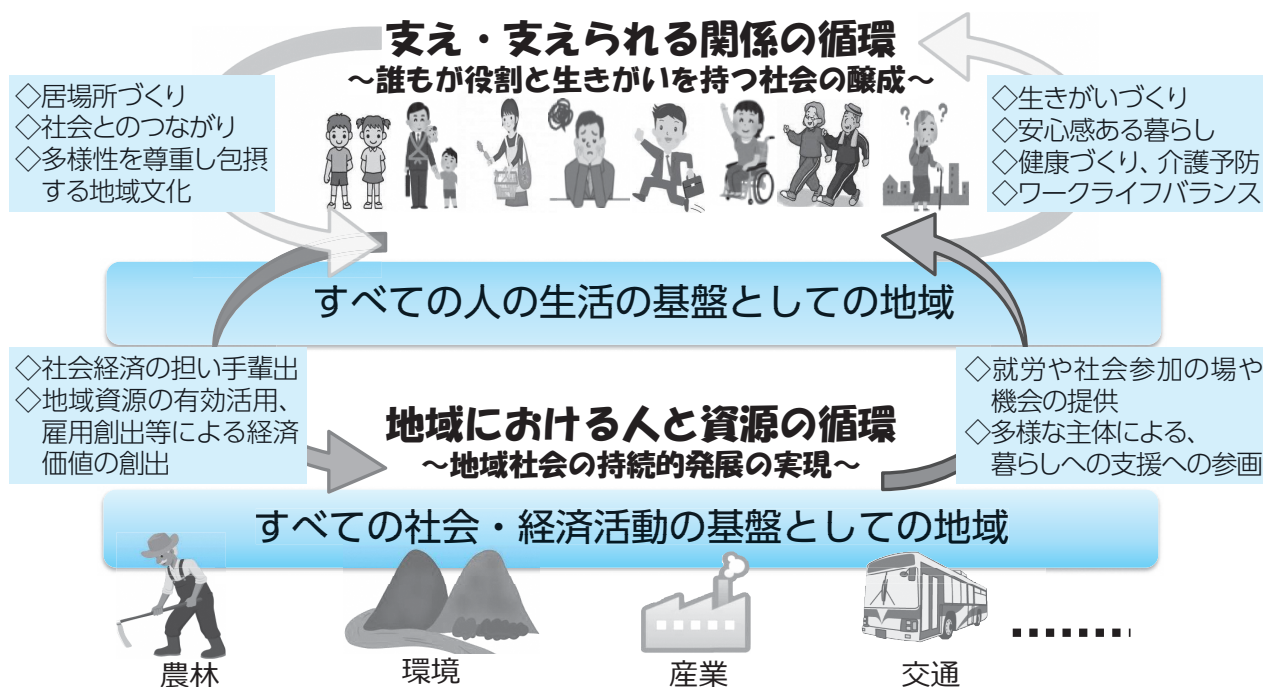 支え・支えられる関係の循環
～誰もが役割と生きがいを持つ社会の醸成～
◇居場所づくり
◇社会とのつながり
◇多様性を尊重し包摂
する地域文化
◇生きがいづくり
◇安心感ある暮らし
◇健康づくり、介護予防
◇ワークライフバランス
? ?
すべての人の生活の基盤としての地域
◇社会経済の担い手輩出
◇地域資源の有効活用、
雇用創出等による経済
価値の創出
◇就労や社会参加の場や
機会の提供
◇多様な主体による、
暮らしへの支援への参画
地域における人と資源の循環
～地域社会の持続的発展の実現～
すべての社会・経済活動の基盤としての地域
農林
環境
産業
交通